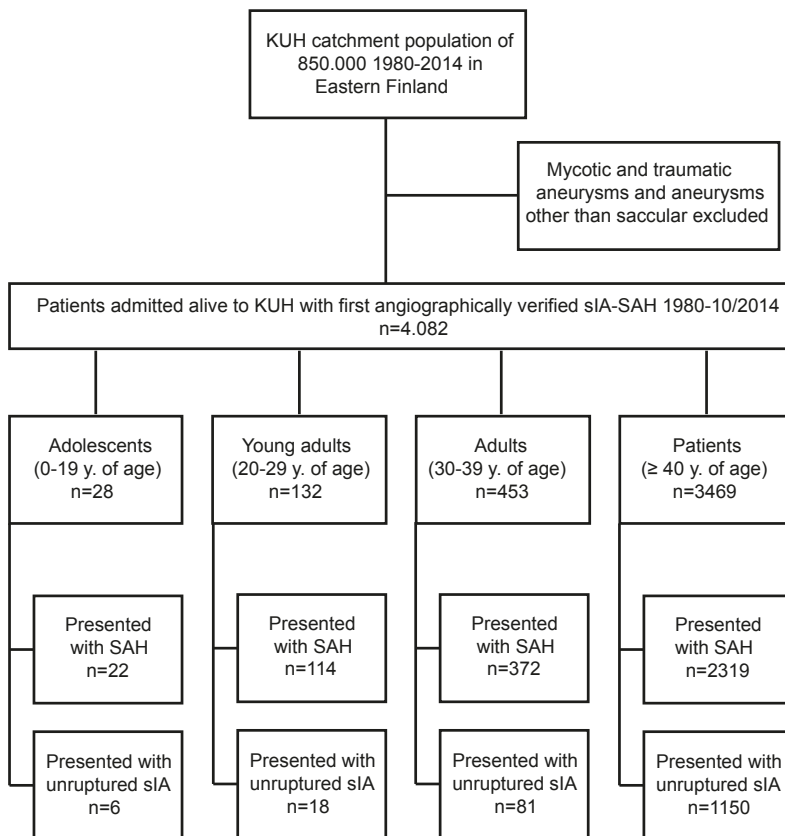 KUH catchment population of
850.000 1980-2014 in
Eastern Finland
Mycotic and traumatic
aneurysms and aneurysms
other than saccular excluded
Patients admitted alive to KUH with first angiographically verified sIA-SAH 1980-10/2014
n=4.082
Adolescents
(0-19 y. of age)
n=28
Young adults
(20-29 y. of age)
n=132
Adults
(30-39 y. of age)
n=453
Patients
(≥ 40 y. of age)
n=3469
Presented
with SAH
n=22
Presented
with SAH
n=114
Presented
with SAH
n=372
Presented
with SAH
n=2319
Presented with
unruptured sIA
n=6
Presented with
unruptured sIA
n=18
Presented with
unruptured sIA
n=81
Presented with
unruptured sIA
n=1150